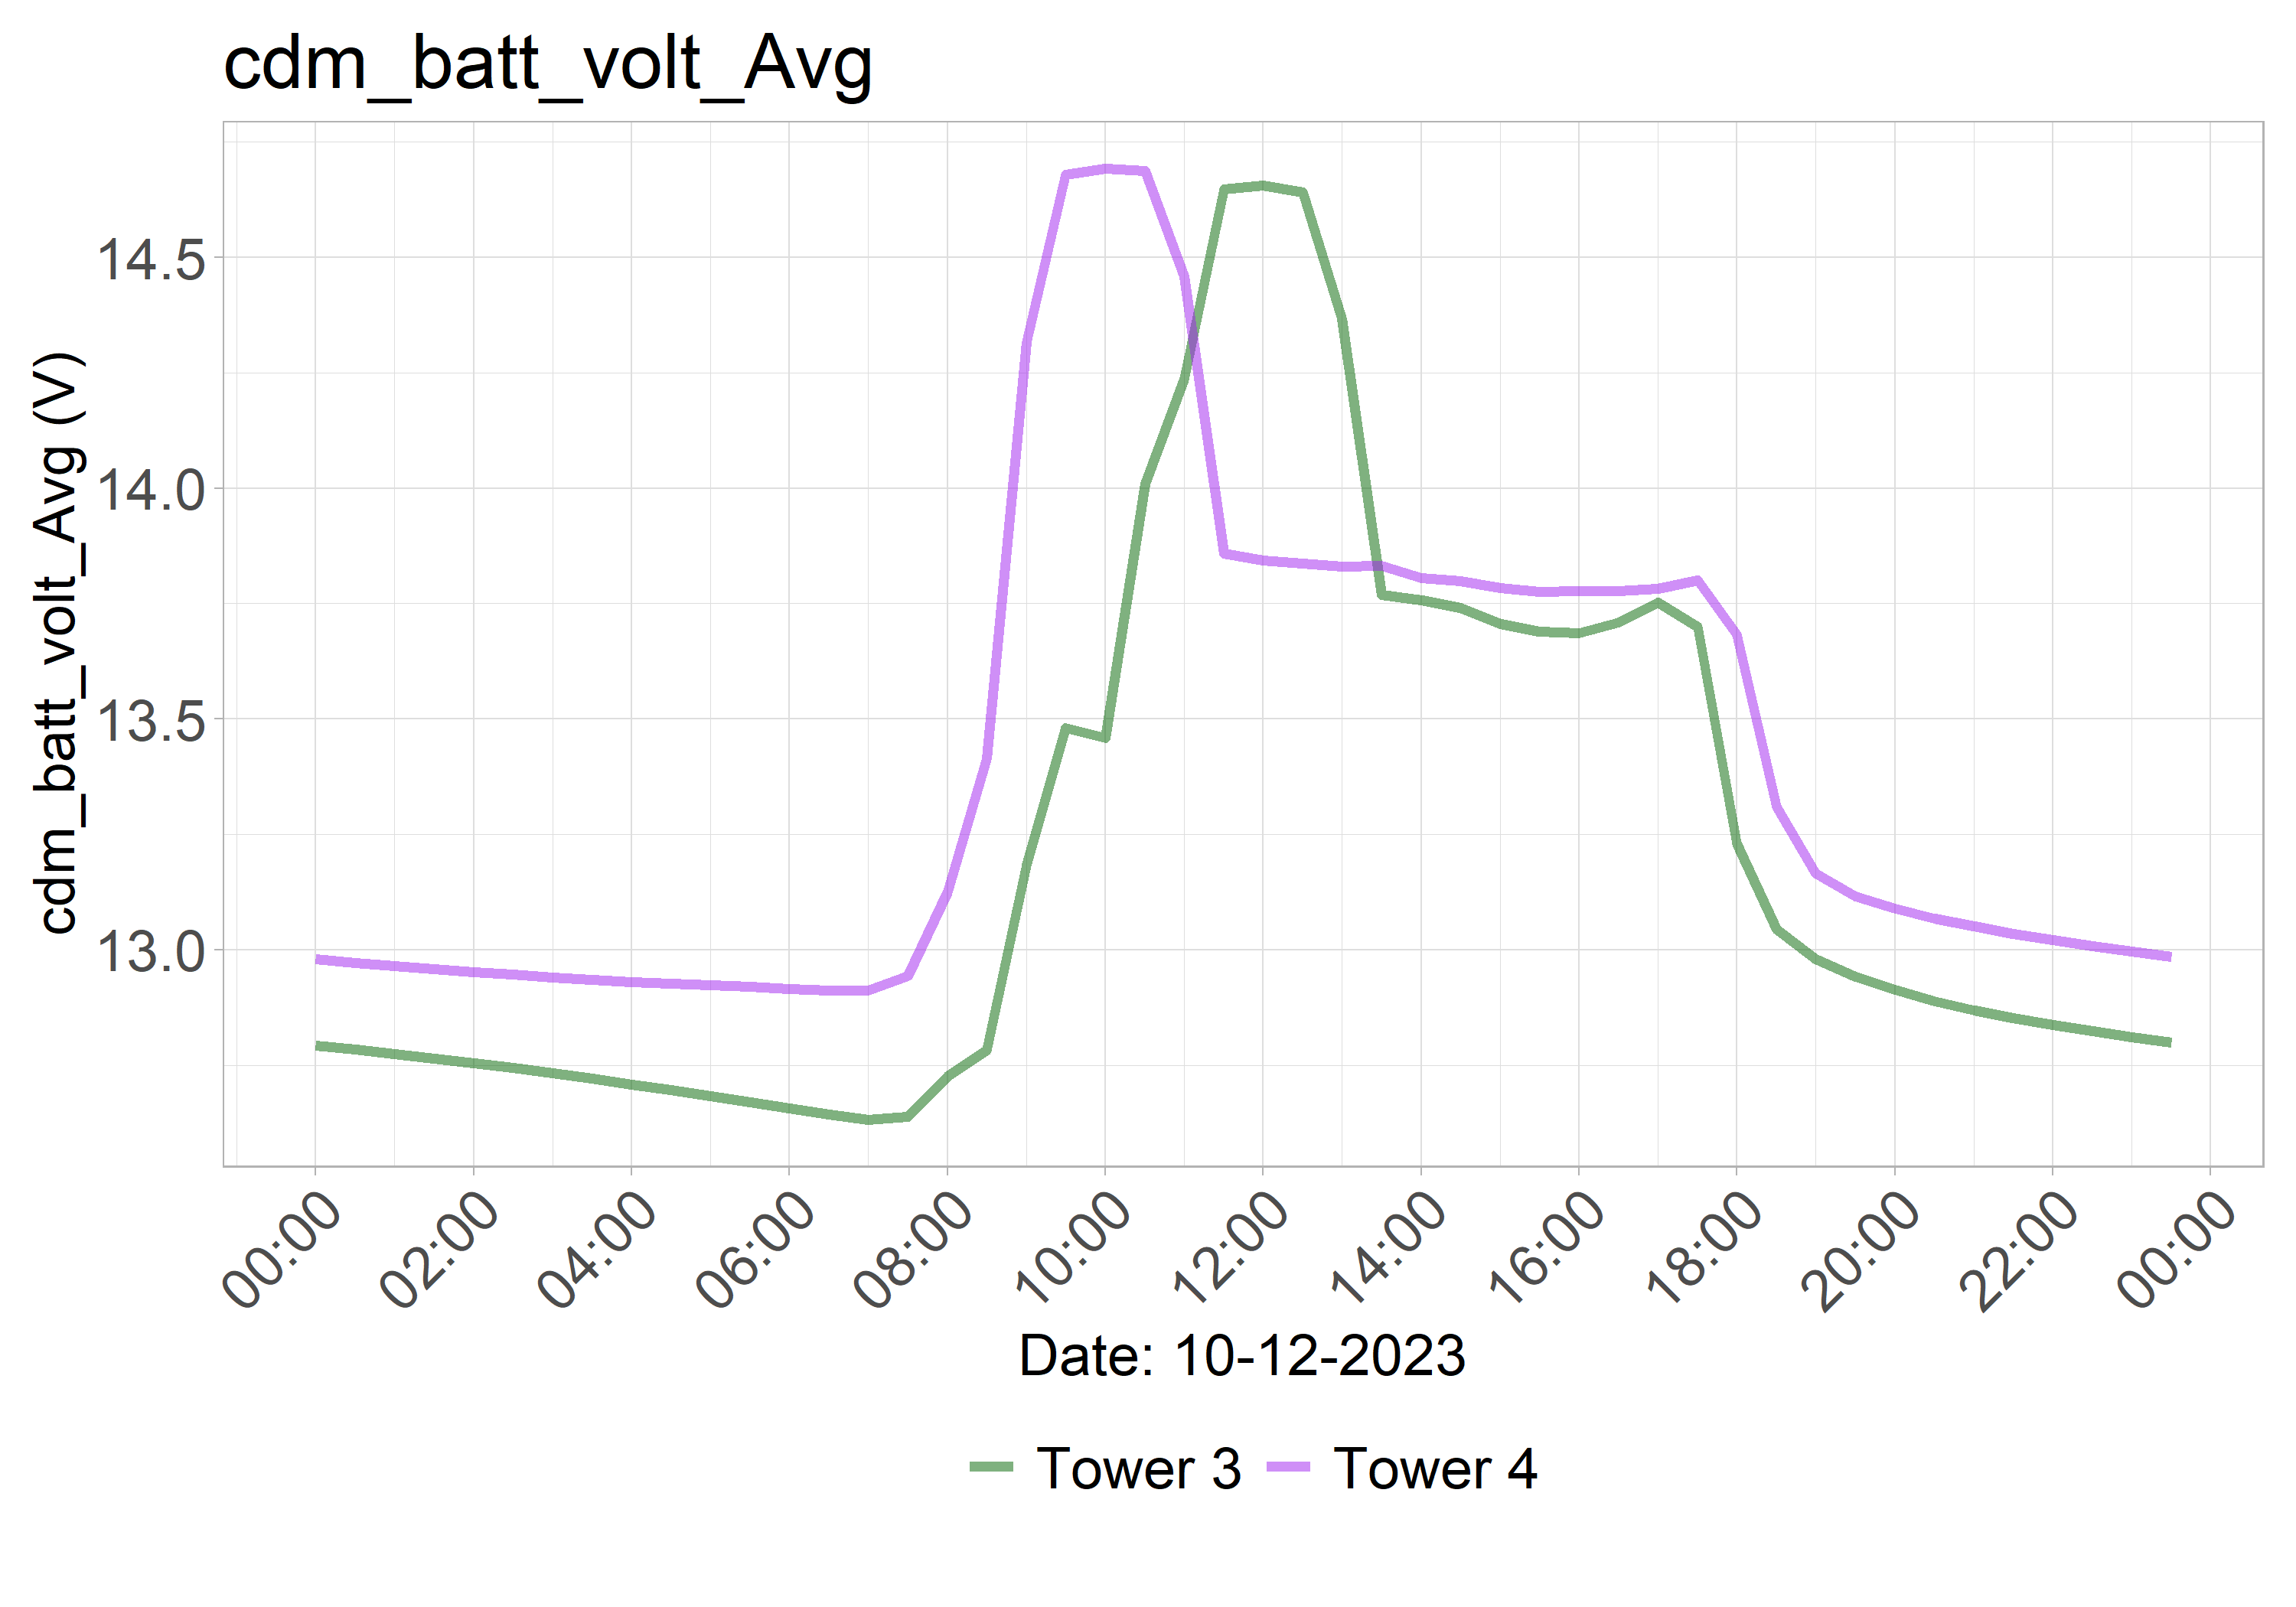 cdm_batt_volt_Avg
cdm_batt_volt_Avg (V)
14.5
14.0
13.5
13.0
00:00 02:00 04:00 06:00 08:00 10:00 12:00 14:00 16:00 18:00 20:00 22:00 00:00
Date: 10-12-2023
Tower 3 Tower 4